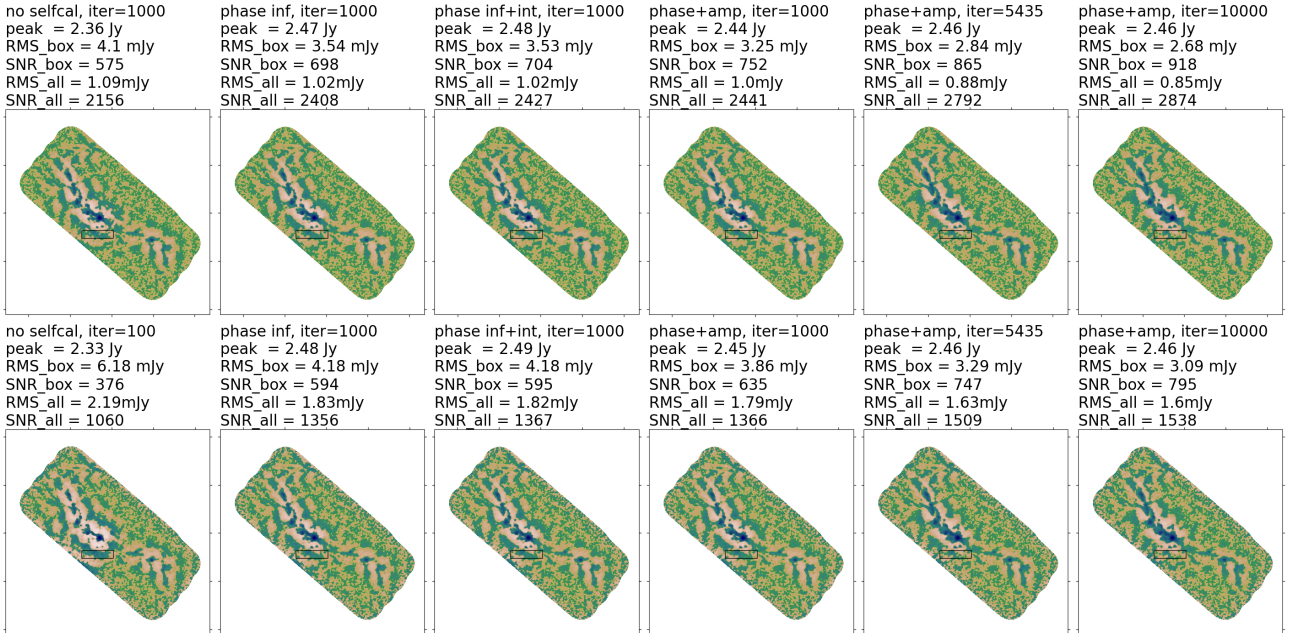 no selfcal, iter=1000
peak  = 2.36 Jy
RMS_box = 4.1 mJy
SNR_box = 575
RMS_all = 1.09mJy
SNR_all = 2156
phase inf, iter=1000
peak  = 2.47 Jy
RMS_box = 3.54 mJy
SNR_box = 698
RMS_all = 1.02mJy
SNR_all = 2408
phase inf+int, iter=1000
peak  = 2.48 Jy
RMS_box = 3.53 mJy
SNR_box = 704
RMS_all = 1.02mJy
SNR_all = 2427
phase+amp, iter=1000
peak  = 2.44 Jy
RMS_box = 3.25 mJy
SNR_box = 752
RMS_all = 1.0mJy
SNR_all = 2441
phase+amp, iter=5435
peak  = 2.46 Jy
RMS_box = 2.84 mJy
SNR_box = 865
RMS_all = 0.88mJy
SNR_all = 2792
phase+amp, iter=10000
peak  = 2.46 Jy
RMS_box = 2.68 mJy
SNR_box = 918
RMS_all = 0.85mJy
SNR_all = 2874
no selfcal, iter=100
peak  = 2.33 Jy
RMS_box = 6.18 mJy
SNR_box = 376
RMS_all = 2.19mJy
SNR_all = 1060
phase inf, iter=1000
peak  = 2.48 Jy
RMS_box = 4.18 mJy
SNR_box = 594
RMS_all = 1.83mJy
SNR_all = 1356
phase inf+int, iter=1000
peak  = 2.49 Jy
RMS_box = 4.18 mJy
SNR_box = 595
RMS_all = 1.82mJy
SNR_all = 1367
phase+amp, iter=1000
peak  = 2.45 Jy
RMS_box = 3.86 mJy
SNR_box = 635
RMS_all = 1.79mJy
SNR_all = 1366
phase+amp, iter=5435
peak  = 2.46 Jy
RMS_box = 3.29 mJy
SNR_box = 747
RMS_all = 1.63mJy
SNR_all = 1509
phase+amp, iter=10000
peak  = 2.46 Jy
RMS_box = 3.09 mJy
SNR_box = 795
RMS_all = 1.6mJy
SNR_all = 1538